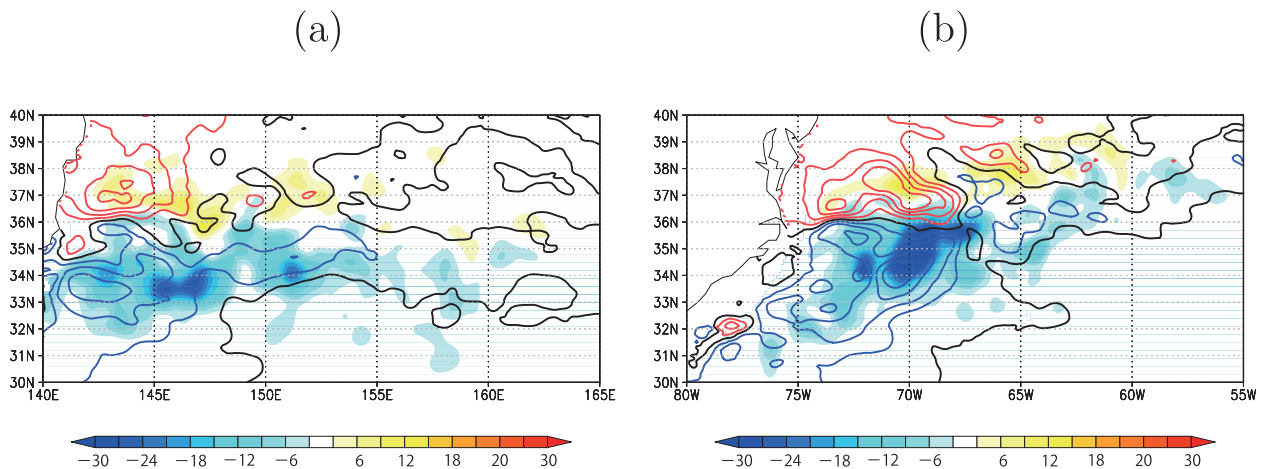 (a) (b)
40N 40N
39N 39N
38N 38N
37N 37N
36N 36N
35N 35N
34N 34N
33N 33N
32N 32N
31N 31N
30N 30N
140E 145E 150E 155E 160E 165E 80W 75W 70W 65W 60W 55W
−30 −24 −18 −12 −6 6 12 18 20 30 −30 −24 −18 −12 −6 6 12 18 20 30